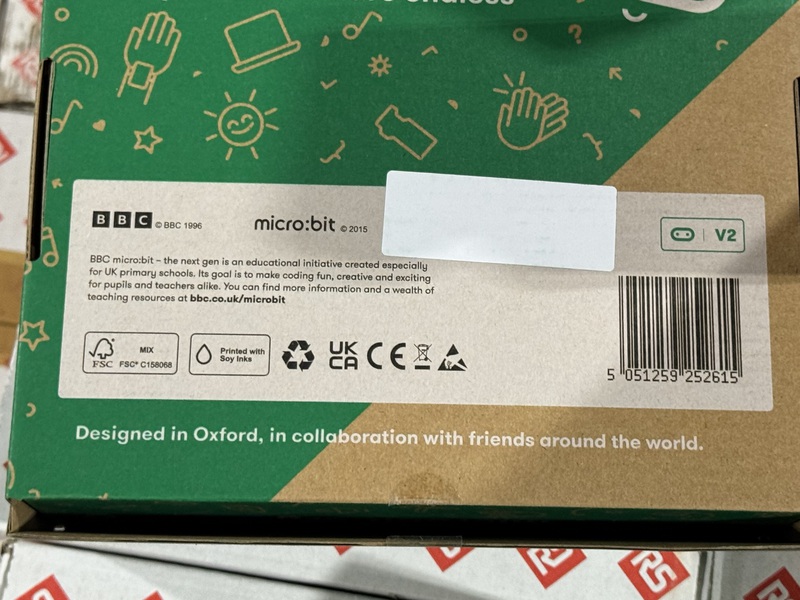 endless
BBC © BBC 1996
micro:bit © 2015
V2
BBC micro:bit – the next gen is an educational initiative created especially
for UK primary schools. Its goal is to make coding fun, creative and exciting
for pupils and teachers alike. You can find more information and a wealth of
teaching resources at bbc.co.uk/microbit
FSC
MIX
FSC® C158068
Printed with
Soy Inks
UK
CA
CE
5 051259 252615
Designed in Oxford, in collaboration with friends around the world.
RS
RS